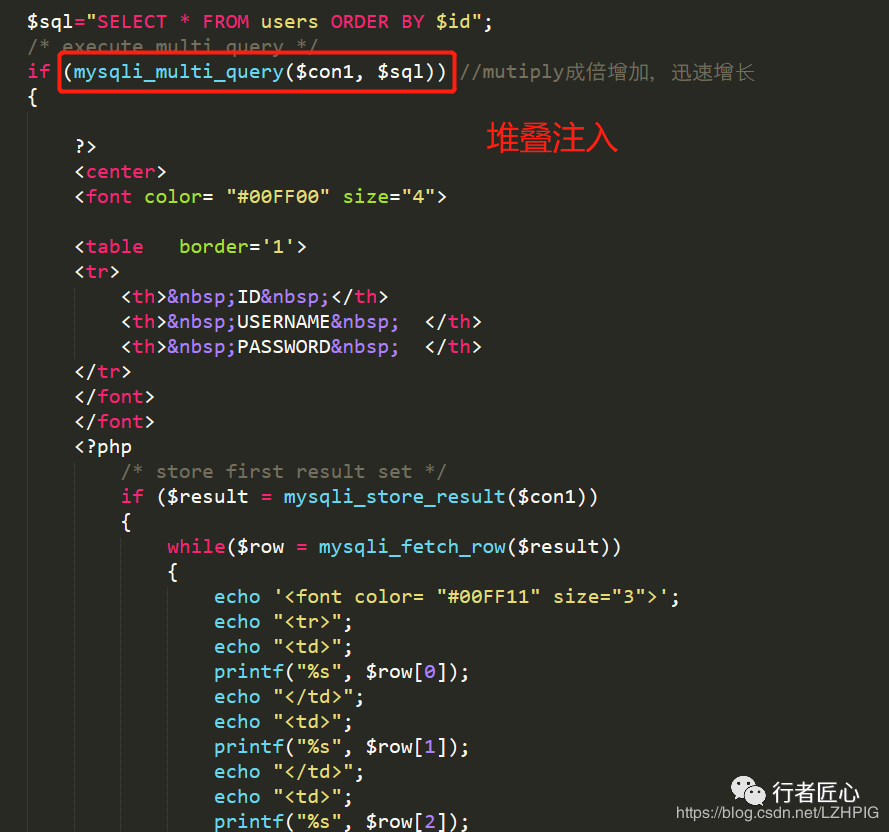 $sql="SELECT * FROM users ORDER BY $id";
/* execute multi query */
if (mysqli_multi_query($con1, $sql)) //mutiply成倍增加，迅速增长
{
堆叠注入
?>
<center>
<font color= "#00FF00" size="4">
<table   border='1'>
<tr>
<th>&nbsp;ID&nbsp;</th>
<th>&nbsp;USERNAME&nbsp;  </th>
<th>&nbsp;PASSWORD&nbsp;  </th>
</tr>
</font>
</font>
<?php
/* store first result set */
if ($result = mysqli_store_result($con1))
{
while($row = mysqli_fetch_row($result))
{
echo '<font color= "#00FF11" size="3">';
echo "<tr>";
echo "<td>";
printf("%s", $row[0]);
echo "</td>";
echo "<td>";
printf("%s", $row[1]);
echo "</td>";
echo "<td>";
printf("%s", $row[2]);
行者匠心
https://blog.csdn.net/LZHPIG